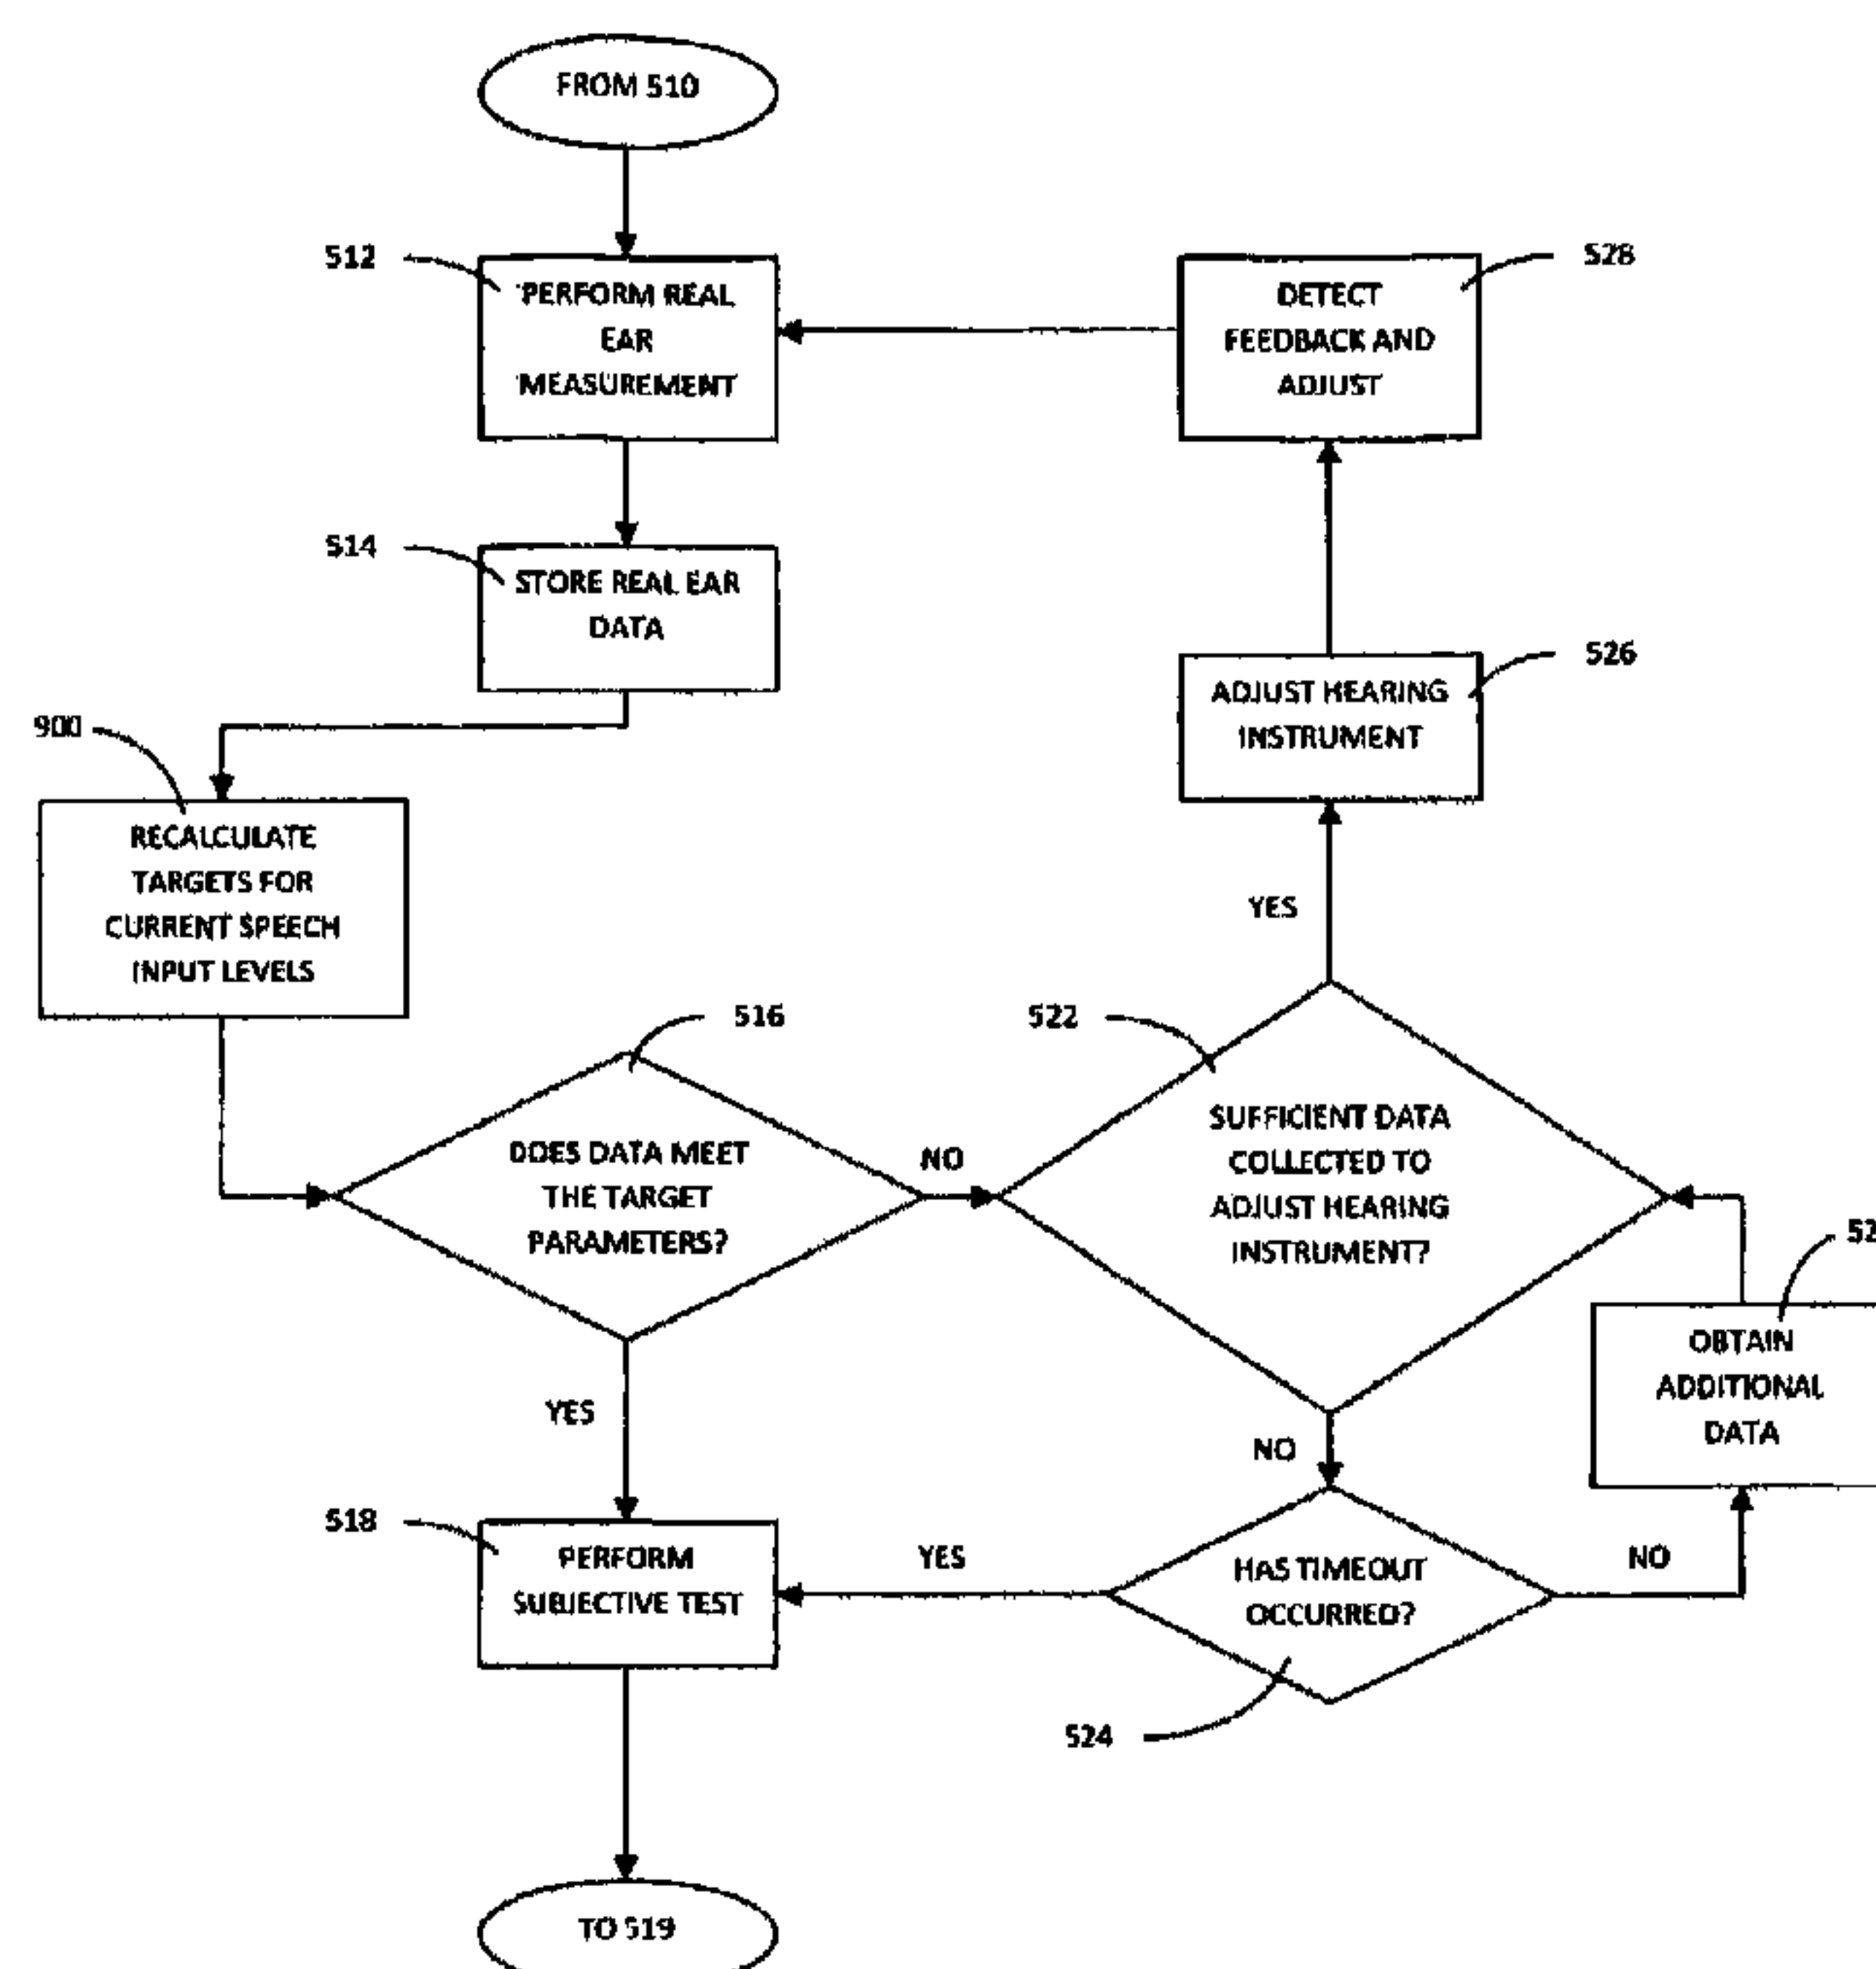 FROM 510
512
PERFORM REAL
EAR
MEASUREMENT
528
DETECT
FEEDBACK AND
ADJUST
514
STORE REAL EAR
DATA
526
ADJUST HEARING
INSTRUMENT
900
RECALCULATE
TARGETS FOR
CURRENT SPEECH
INPUT LEVELS
YES
516
522
DOES DATA MEET
THE TARGET
PARAMETERS?
NO
SUFFICIENT DATA
COLLECTED TO
ADJUST HEARING
INSTRUMENT?
OBTAIN
ADDITIONAL
DATA
YES
NO
518
PERFORM
SUBJECTIVE TEST
YES
HAS TIMEOUT
OCCURRED?
NO
524
TO 519